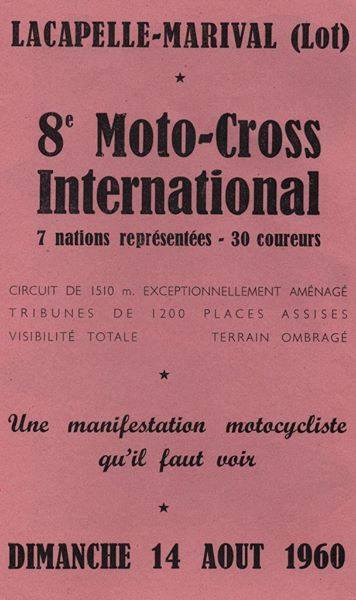 LACAPELLE-MARIVAL (Lot)
8e Moto-Cross
International
7 nations représentées - 30 coureurs
CIRCUIT DE 1510 m. EXCEPTIONNELLEMENT AMÉNAGÉ
TRIBUNES DE 1200 PLACES ASSISES
VISIBILITÉ TOTALE TERRAIN OMBRAGÉ
Une manifestation motocycliste
qu'il faut voir
DIMANCHE 14 AOUT 1960